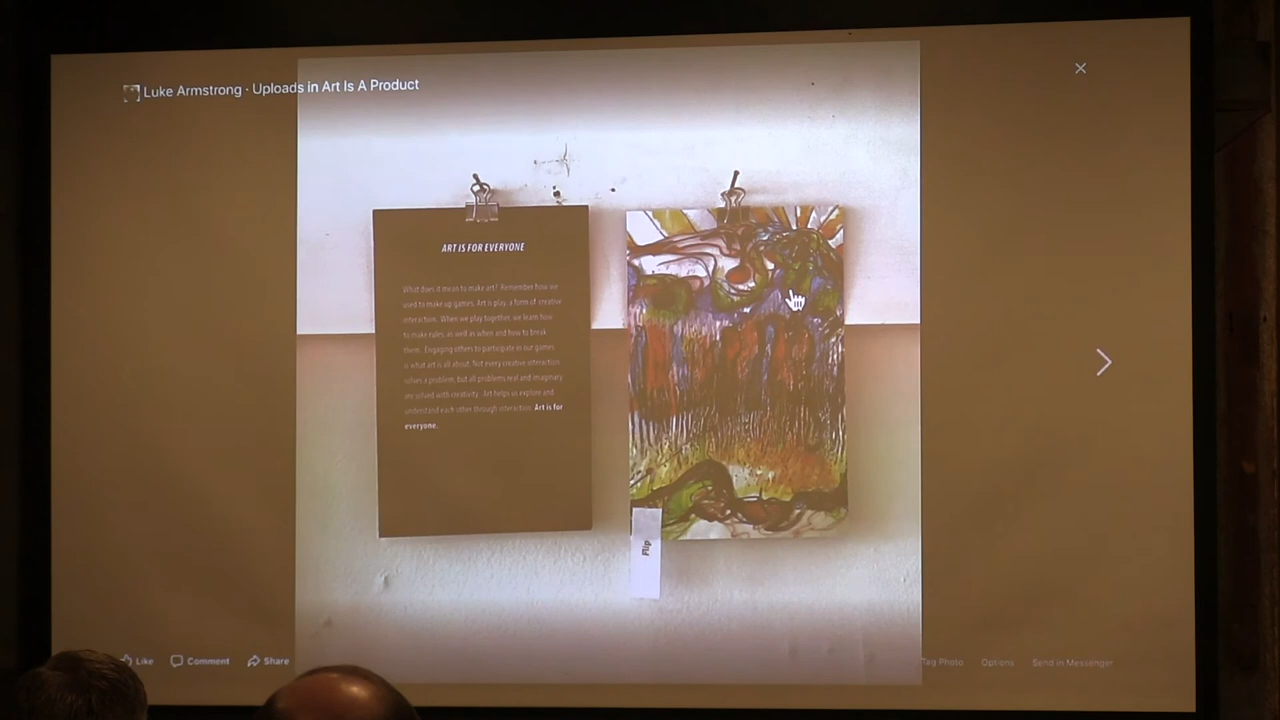 Luke Armstrong · Uploads in Art Is A Product
ART IS FOR EVERYONE
What does it mean to make art? Remember how we
used to make up games. Art is play, a form of creative
interaction. When we play together, we learn how
to make rules, as well as when and how to break
them. Engaging others to participate in our games
is what art is all about. Not every creative interaction
solves a problem, but all problems real and imaginary
are solved with creativity. Art helps us explore and
understand each other through interaction. Art is for
everyone.
Flip
Like Comment Share
Tag Photo Options Send in Messenger